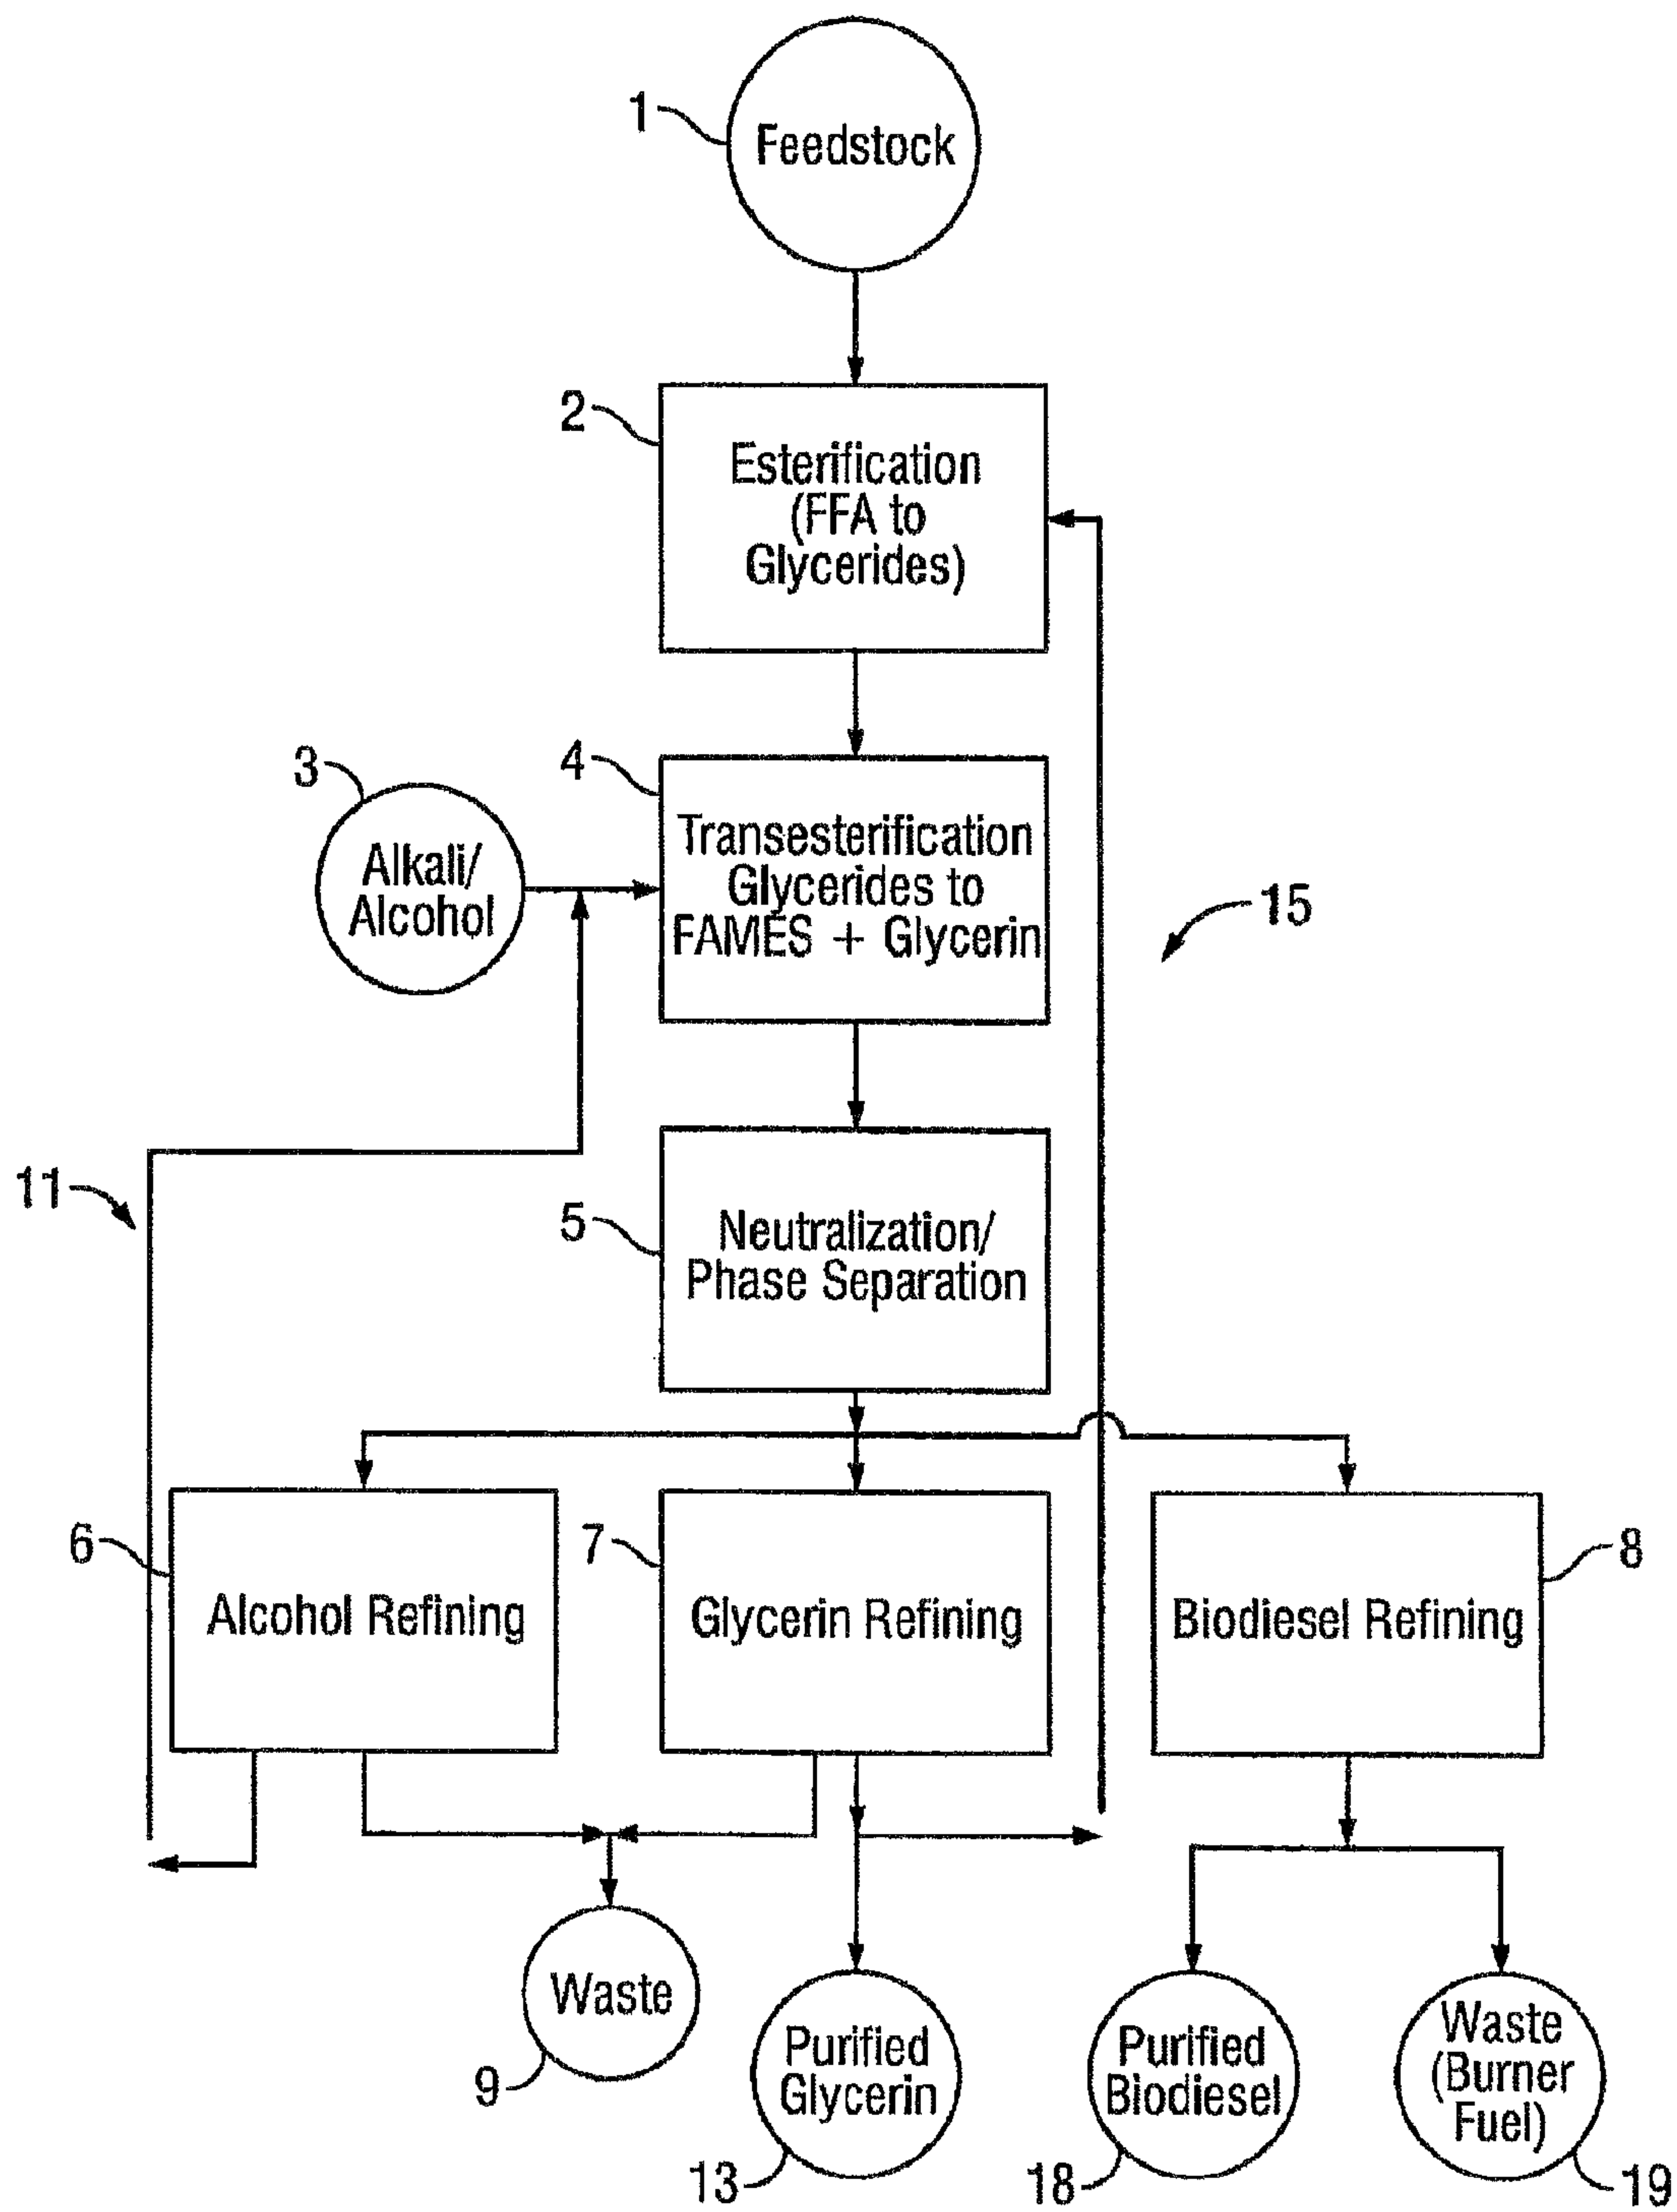 1
Feedstock
2
Esterification
(FFA to
Glycerides)
3
Alkali/
Alcohol
4
Transesterification
Glycerides to
FAMES + Glycerin
15
11
5
Neutralization/
Phase Separation
6
Alcohol Refining
7
Glycerin Refining
8
Biodiesel Refining
Waste
9
Purified
Glycerin
13
Purified
Biodiesel
18
Waste
(Burner
Fuel)
19